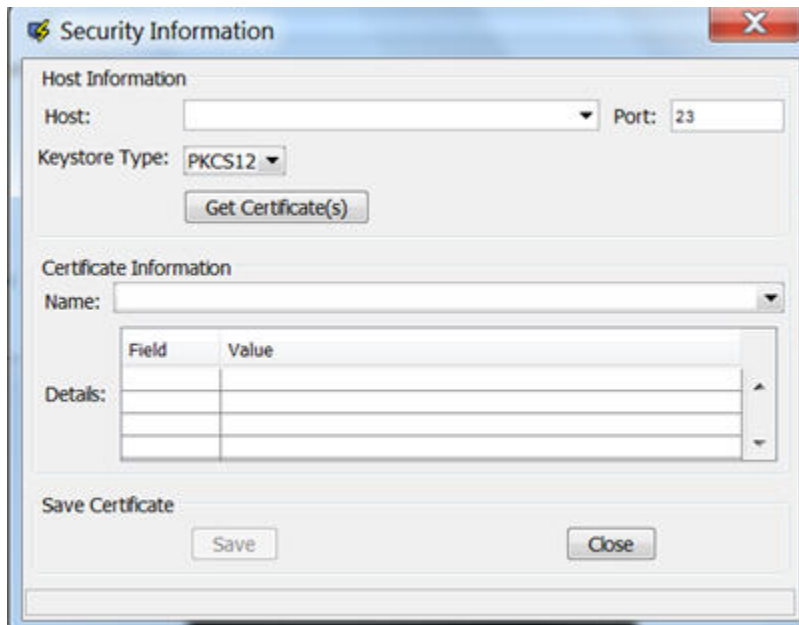 Security Information
Host Information
Host: Port: 23
Keystore Type: PKCS12
Get Certificate(s)
Certificate Information
Name:
Field Value
Details:
Save Certificate
Save Close